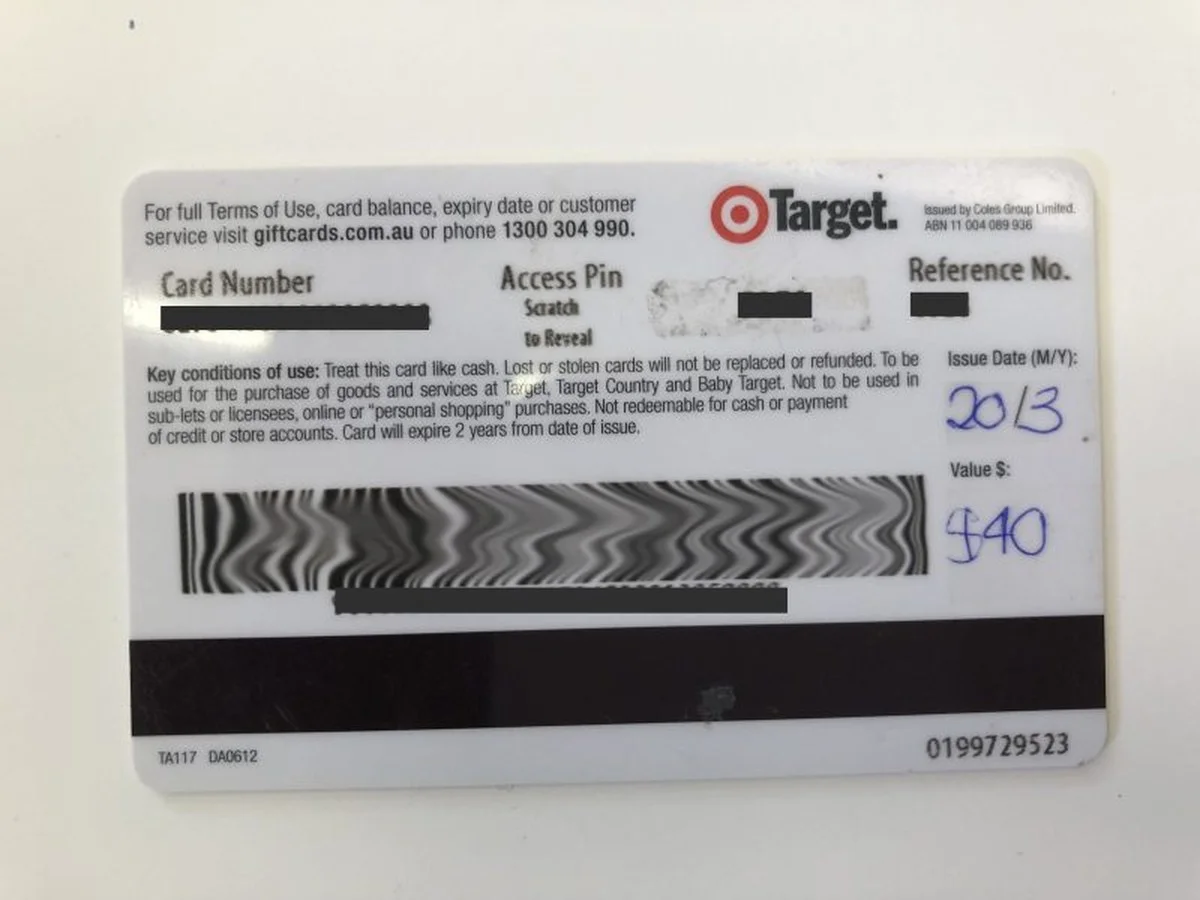 For full Terms of Use, card balance, expiry date or customer
service visit giftcards.com.au or phone 1300 304 990.
Target.
Issued by Coles Group Limited.
ABN 11 004 089 936
Card Number
Access Pin
Scratch
to Reveal
Reference No.
Key conditions of use: Treat this card like cash. Lost or stolen cards will not be replaced or refunded. To be
used for the purchase of goods and services at Target, Target Country and Baby Target. Not to be used in
sub-lets or licensees, online or "personal shopping" purchases. Not redeemable for cash or payment
of credit or store accounts. Card will expire 2 years from date of issue.
Issue Date (M/Y):
20/3
Value $:
$40
TA117 DA0612
0199729523